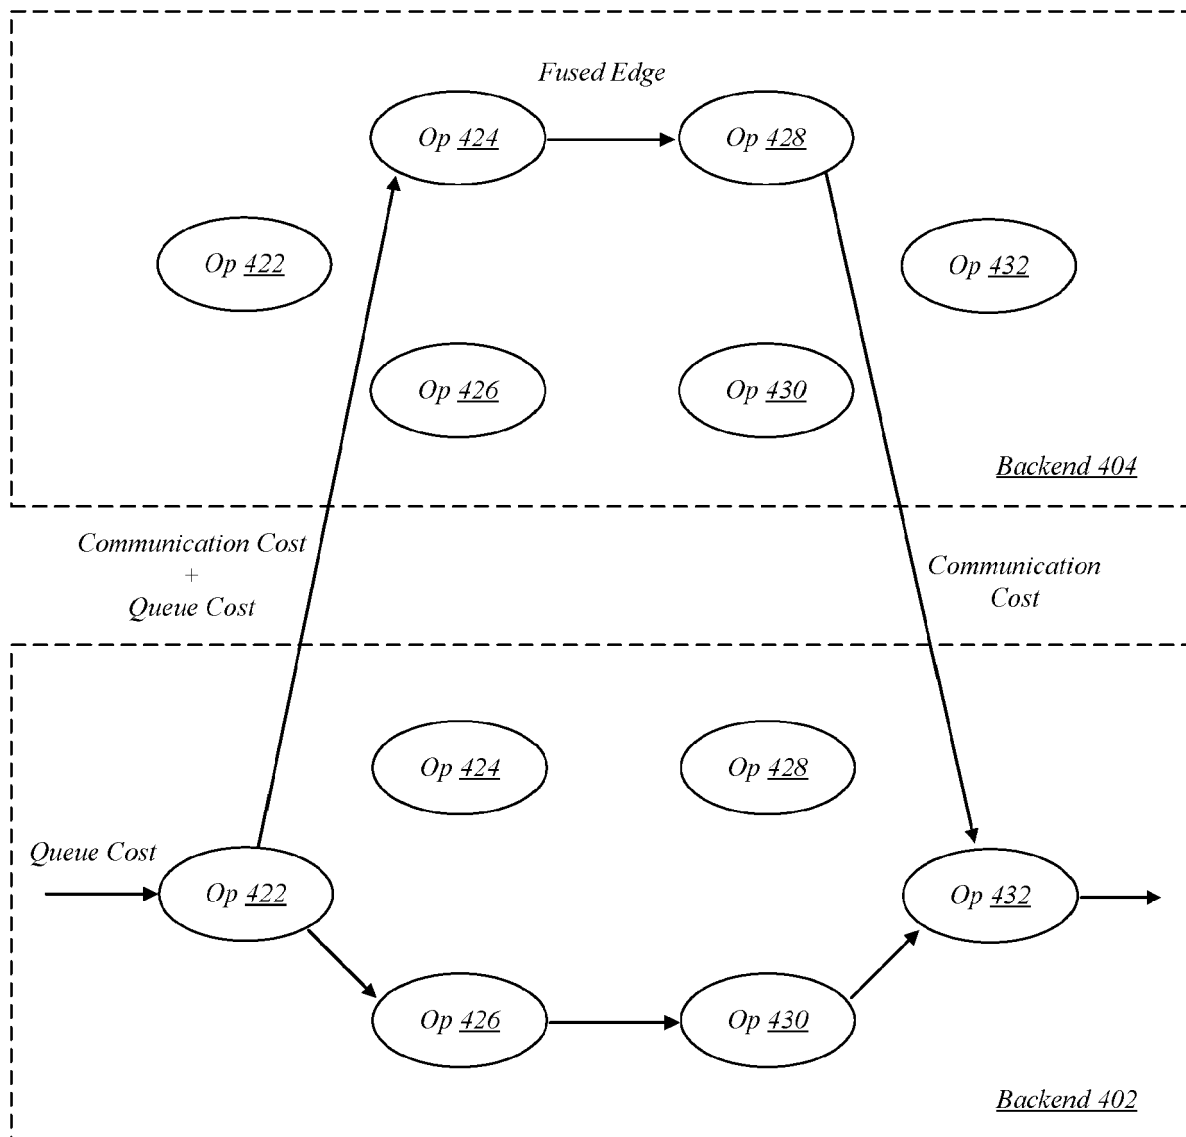 Fused Edge
Op 424
Op 428
Op 422
Op 432
Op 426
Op 430
Backend 404
Communication Cost
+
Queue Cost
Communication
Cost
Op 424
Op 428
Queue Cost
Op 422
Op 432
Op 426
Op 430
Backend 402